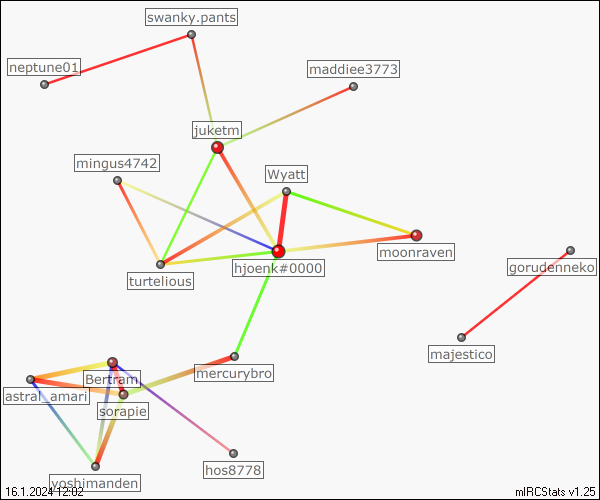 swanky.pants
neptune01
maddiee3773
juketm
mingus4742
Wyatt
moonraven
hjoenk#0000
gorudenneko
turtelious
majestico
mercurybro
Bertram
astral_amari
sorapie
hos8778
yoshimanden
16.1.2024 12:02
mIRCStats v1.25